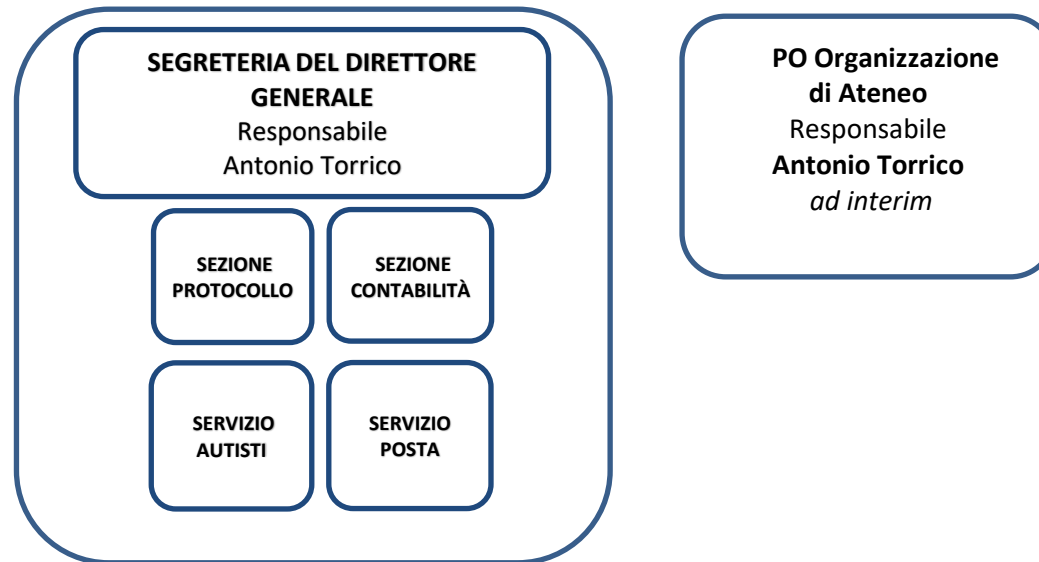 SEGRETERIA DEL DIRETTORE
GENERALE
Responsabile
Antonio Torrico
SEZIONE
PROTOCOLLO
SEZIONE
CONTABILITÀ
SERVIZIO
AUTISTI
SERVIZIO
POSTA
PO Organizzazione
di Ateneo
Responsabile
Antonio Torrico
ad interim